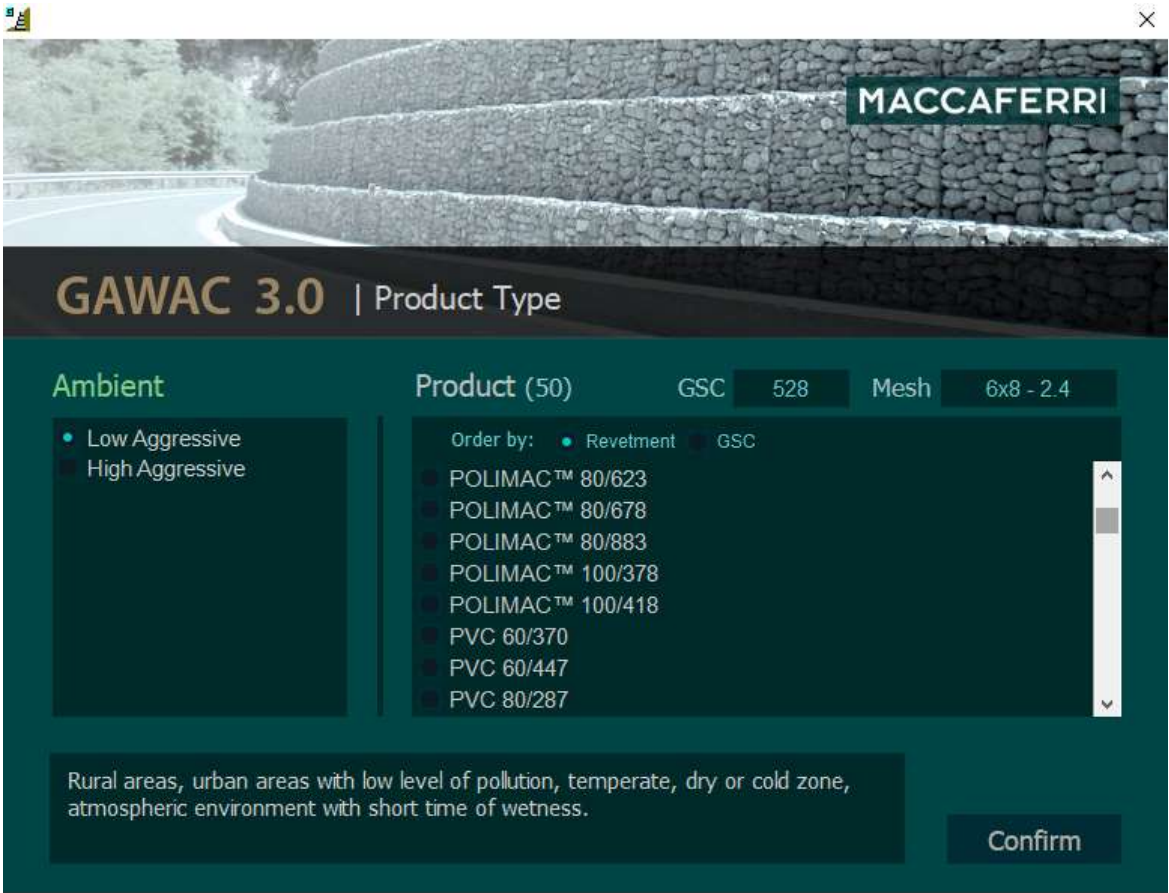 MACCAFERRI
GAWAC 3.0 | Product Type
Ambient
Low Aggressive
High Aggressive
Product (50)
GSC 528 Mesh 6x8 - 2.4
Order by: Revetment GSC
POLIMAC™ 80/623
POLIMAC™ 80/678
POLIMAC™ 80/883
POLIMAC™ 100/378
POLIMAC™ 100/418
PVC 60/370
PVC 60/447
PVC 80/287
Rural areas, urban areas with low level of pollution, temperate, dry or cold zone,
atmospheric environment with short time of wetness.
Confirm